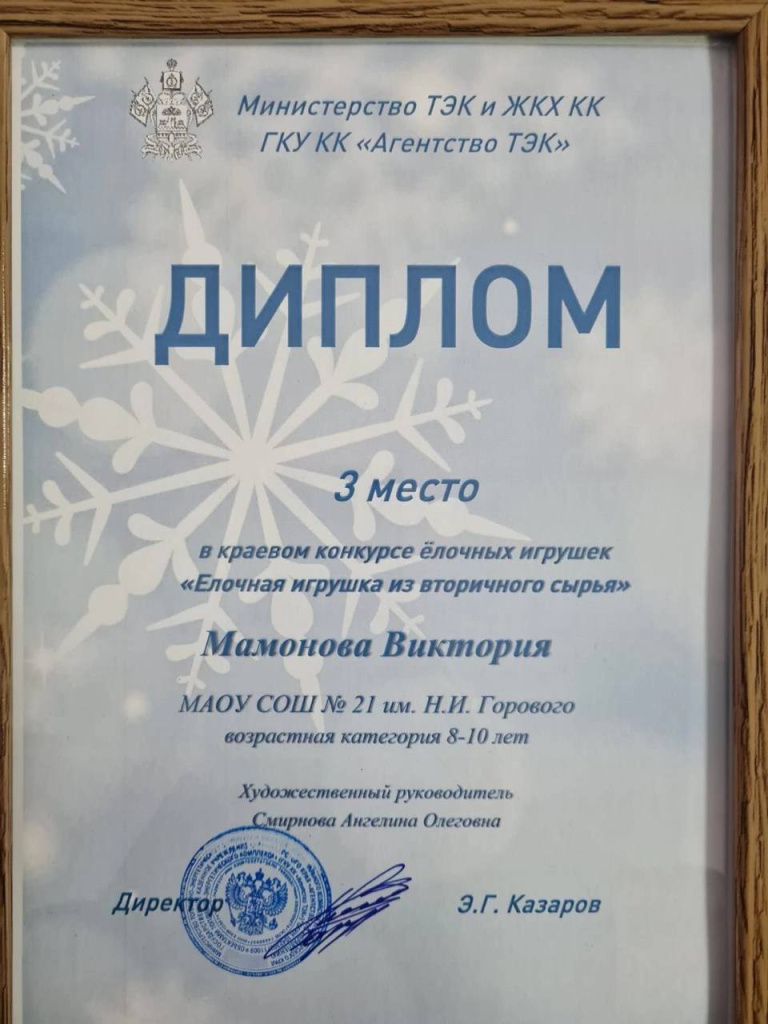 Министерство ТЭК и ЖКХ КК
ГКУ КК «Агентство ТЭК»
ДИПЛОМ
3 место
в краевом конкурсе ёлочных игрушек
«Елочная игрушка из вторичного сырья»
Мамонова Виктория
МАОУ СОШ № 21 им. Н.И. Горового
возрастная категория 8-10 лет
Художественный руководитель
Смирнова Ангелина Олеговна
Директор Э.Г. Казаров